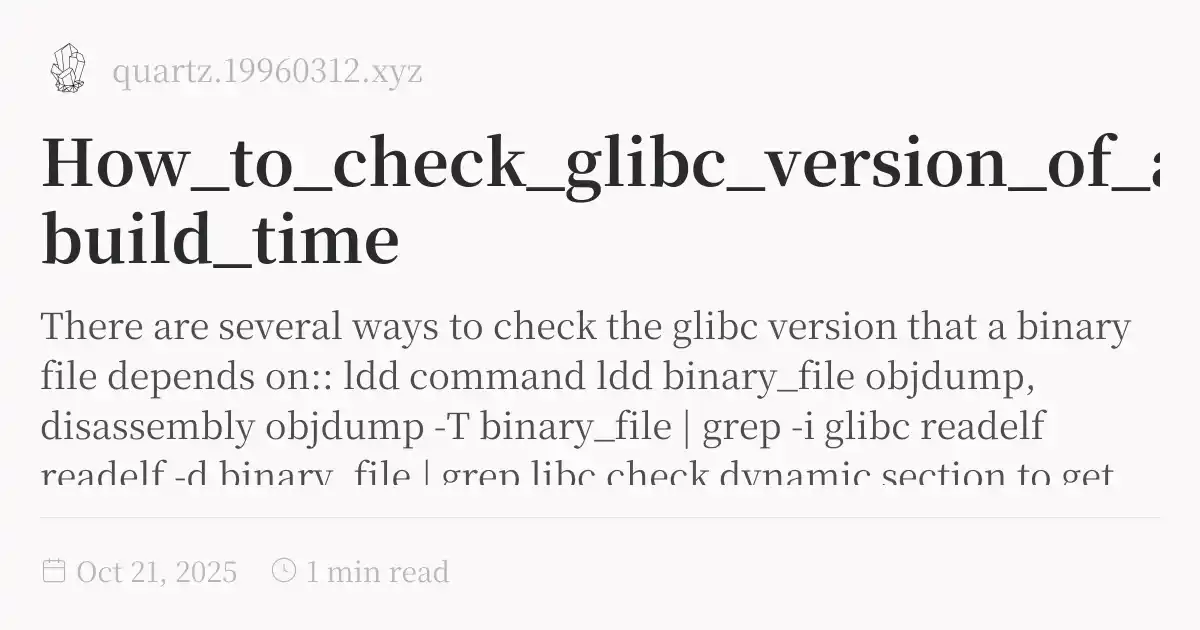 quartz.19960312.xyz
How_to_check_glibc_version_of_
build_time
There are several ways to check the glibc version that a binary
file depends on:: ldd command ldd binary_file objdump,
disassembly objdump -T binary_file | grep -i glibc readelf
readelf -d binary_file | grep libc check dynamic section to get
Oct 21, 2025
1 min read